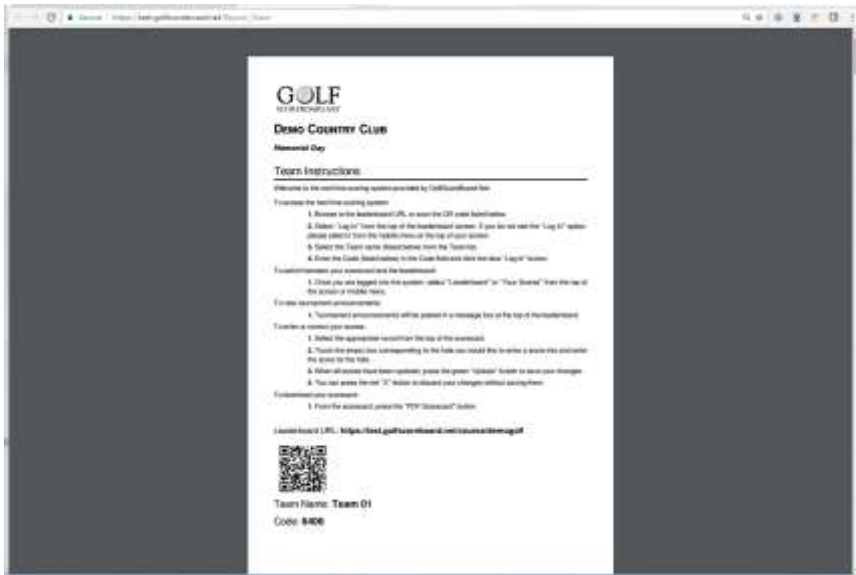 GOLF
DEMO COUNTRY CLUB
Memorial Day
Team Instructions
Welcome to the real time scoring system provided by GolfScoreBoard.Net
To access the real time scoring system:
1. Browse to the leaderboard URL, or scan the QR code listed below.
2. Select "Log In" from the top of the leaderboard screen. If you do not see the "Log In" option
please select it from the mobile menu at the top of your screen.
3. Select the Team name (listed below) from the Team list.
4. Enter the Code (listed below) in the Code field and click the blue "Log In" button.
To switch between your scorecard and the leaderboard:
1. Once you are logged into the system, select "Leaderboard" or "Your Scores" from the top of
the screen or mobile menu.
To view tournament announcements:
1. Tournament announcements will be posted in a message box at the top of the leaderboard.
To enter or correct your scores:
1. Select the appropriate round from the top of the scorecard.
2. Touch the empty box corresponding to the hole you would like to enter a score into and enter
the score for the hole.
3. When all scores have been updated, press the green "Update" button to save your changes.
4. You can press the red "X" button to discard your changes without saving them.
To download your scorecard:
1. From the scorecard, press the "PDF Scorecard" button.
Leaderboard URL: https://test.golfscoreboard.net/course/demogolf
Team Name: Team 01
Code: 6406